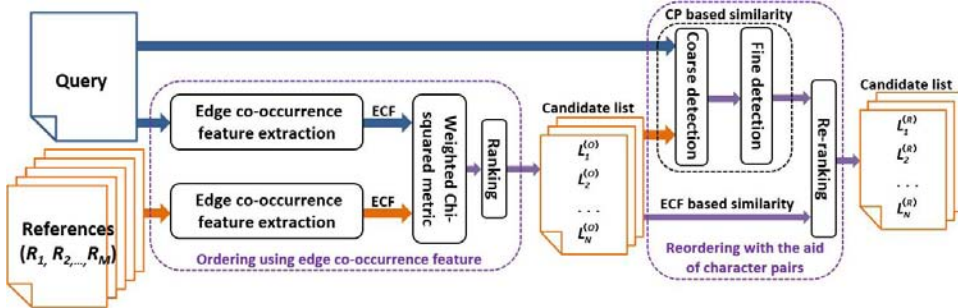 Query
References
(R1, R2,..., RM)
Edge co-occurrence
feature extraction
ECF
Edge co-occurrence
feature extraction
ECF
Weighted Chi-
squared metric
Ranking
Ordering using edge co-occurrence feature
Candidate list
L1(O)
L2(O)
...
LN(O)
CP based similarity
Coarse detection
Fine detection
ECF based similarity
Re-ranking
Reordering with the aid
of character pairs
Candidate list
L1(R)
L2(R)
...
LN(R)